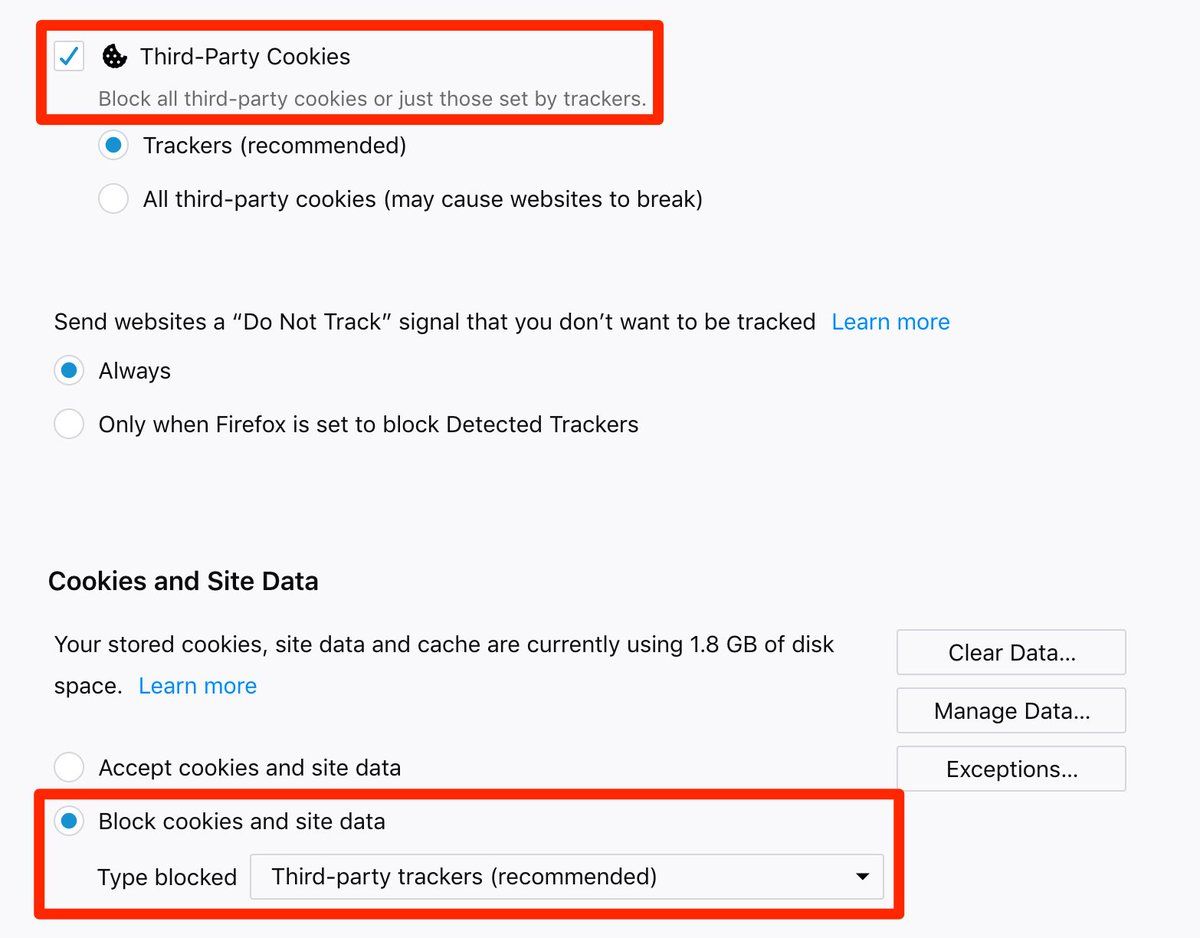 Third-Party Cookies
Block all third-party cookies or just those set by trackers.
Trackers (recommended)
All third-party cookies (may cause websites to break)
Send websites a “Do Not Track” signal that you don’t want to be tracked Learn more
Always
Only when Firefox is set to block Detected Trackers
Cookies and Site Data
Your stored cookies, site data and cache are currently using 1.8 GB of disk
space. Learn more
Clear Data...
Manage Data...
Accept cookies and site data
Exceptions...
Block cookies and site data
Type blocked Third-party trackers (recommended)